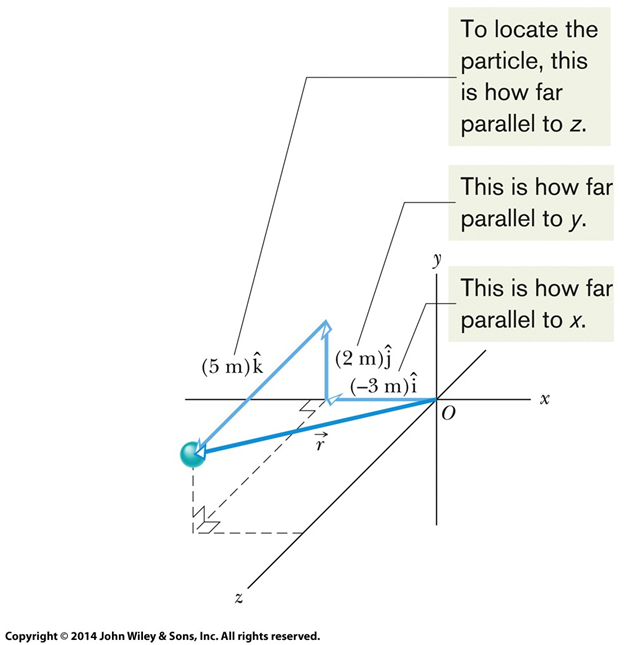 To locate the
particle, this
is how far
parallel to z.
This is how far
parallel to y.
y
This is how far
parallel to x.
(5 m)k̂
(2 m)ĵ
(−3 m)î
x
O
r⃗
z
Copyright © 2014 John Wiley & Sons, Inc. All rights reserved.